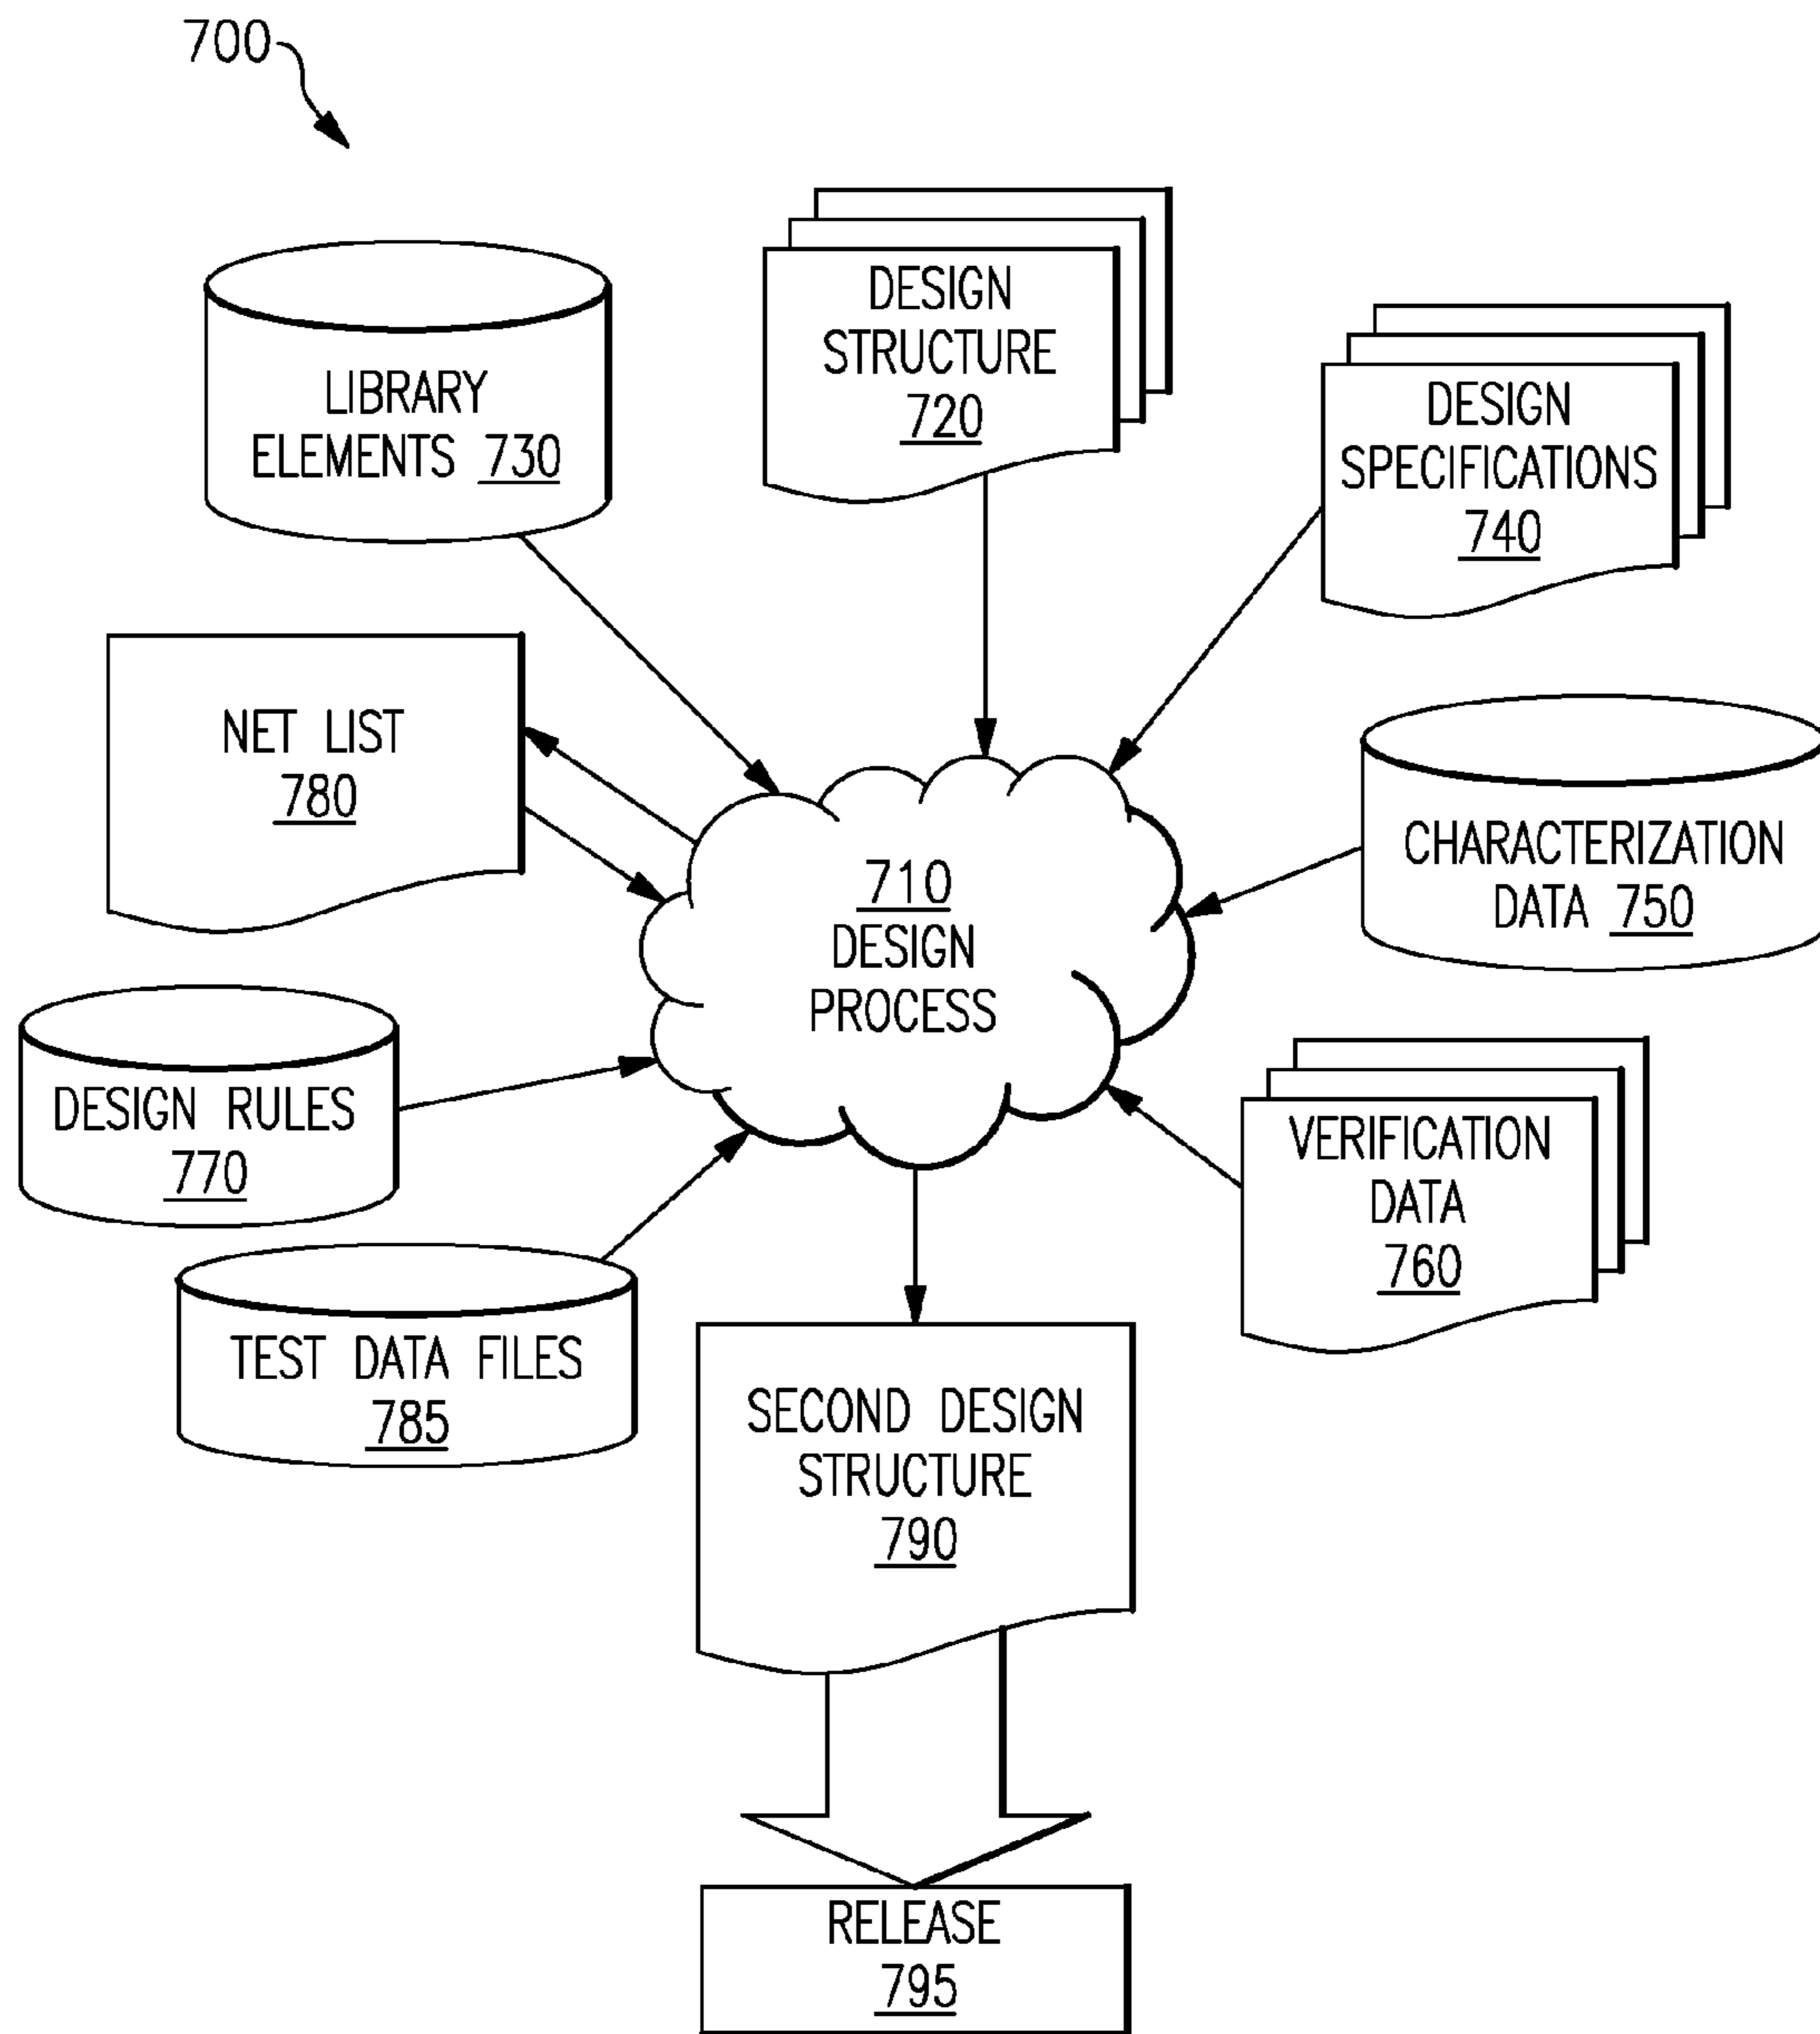 700
DESIGN
STRUCTURE
720
LIBRARY
ELEMENTS 730
DESIGN
SPECIFICATIONS
740
NET LIST
780
CHARACTERIZATION
DATA 750
710
DESIGN
PROCESS
DESIGN RULES
770
VERIFICATION
DATA
760
TEST DATA FILES
785
SECOND DESIGN
STRUCTURE
790
RELEASE
795